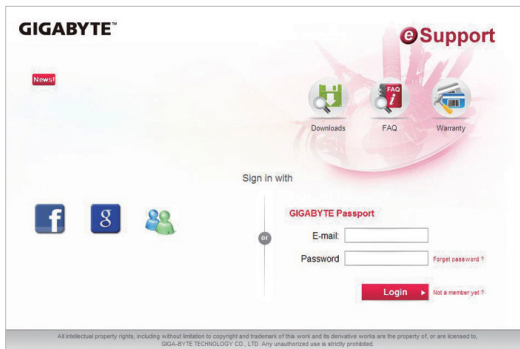 GIGABYTE™
eSupport
News!
FAQ
Downloads
FAQ
Warranty
Sign in with
f
g
or
GIGABYTE Passport
E-mail:
Password
Forget password ?
Login
Not a member yet ?
All intellectual property rights, including without limitation to copyright and trademark of this work and its derivative works are the property of, or are licensed to,
GIGA-BYTE TECHNOLOGY CO., LTD. Any unauthorized use is strictly prohibited.